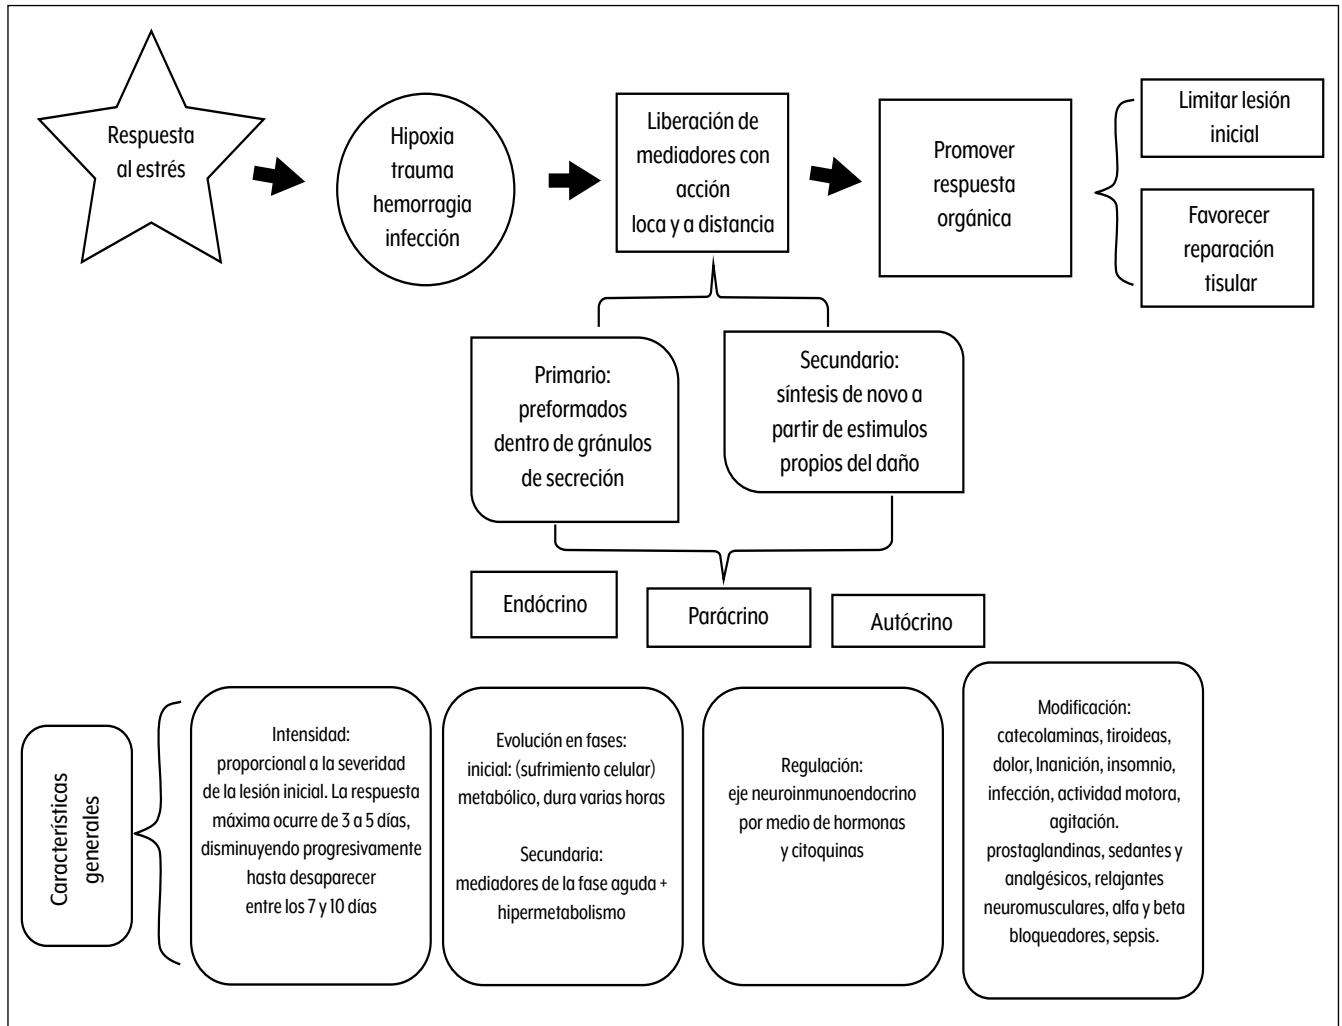 Respuesta
al estrés
Hipoxia
trauma
hemorragia
infección
Liberación de
mediadores con
acción
loca y a distancia
Promover
respuesta
orgánica
Limitar lesión
inicial
Favorecer
reparación
tisular
Primario:
preformados
dentro de gránulos
de secreción
Secundario:
síntesis de novo a
partir de estimulos
propios del daño
Endócrino
Parácrino
Autócrino
Características
generales
Intensidad:
proporcional a la severidad
de la lesión inicial. La respuesta
máxima ocurre de 3 a 5 días,
disminuyendo progresivamente
hasta desaparecer
entre los 7 y 10 días
Evolución en fases:
inicial: (sufrimiento celular)
metabólico, dura varias horas
Secundaria:
mediadores de la fase aguda +
hipermetabolismo
Regulación:
eje neuroinmunoendocrino
por medio de hormonas
y citoquinas
Modificación:
catecolaminas, tiroideas,
dolor, Inanición, insomnio,
infección, actividad motora,
agitación.
prostaglandinas, sedantes y
analgésicos, relajantes
neuromusculares, alfa y beta
bloqueadores, sepsis.